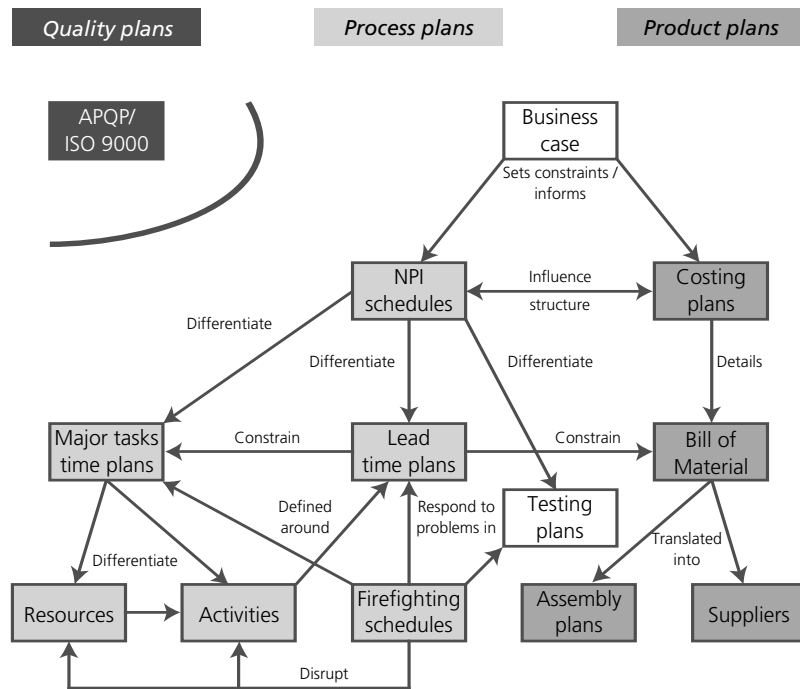 Quality plans
Process plans
Product plans
APQP/
ISO 9000
Business
case
Sets constraints /
informs
NPI
schedules
Influence
structure
Costing
plans
Differentiate
Differentiate
Differentiate
Details
Major tasks
time plans
Constrain
Lead
time plans
Constrain
Bill of
Material
Defined
around
Respond to
problems in
Testing
plans
Differentiate
Translated
into
Resources
Activities
Firefighting
schedules
Assembly
plans
Suppliers
Disrupt